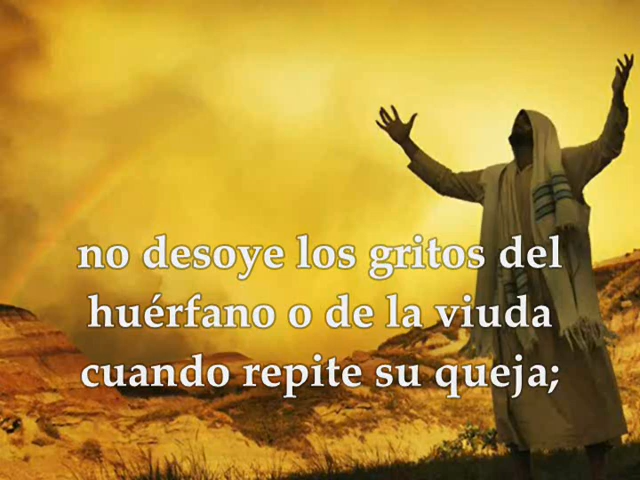 no desoye los gritos del
huérfano o de la viuda
cuando repite su queja;